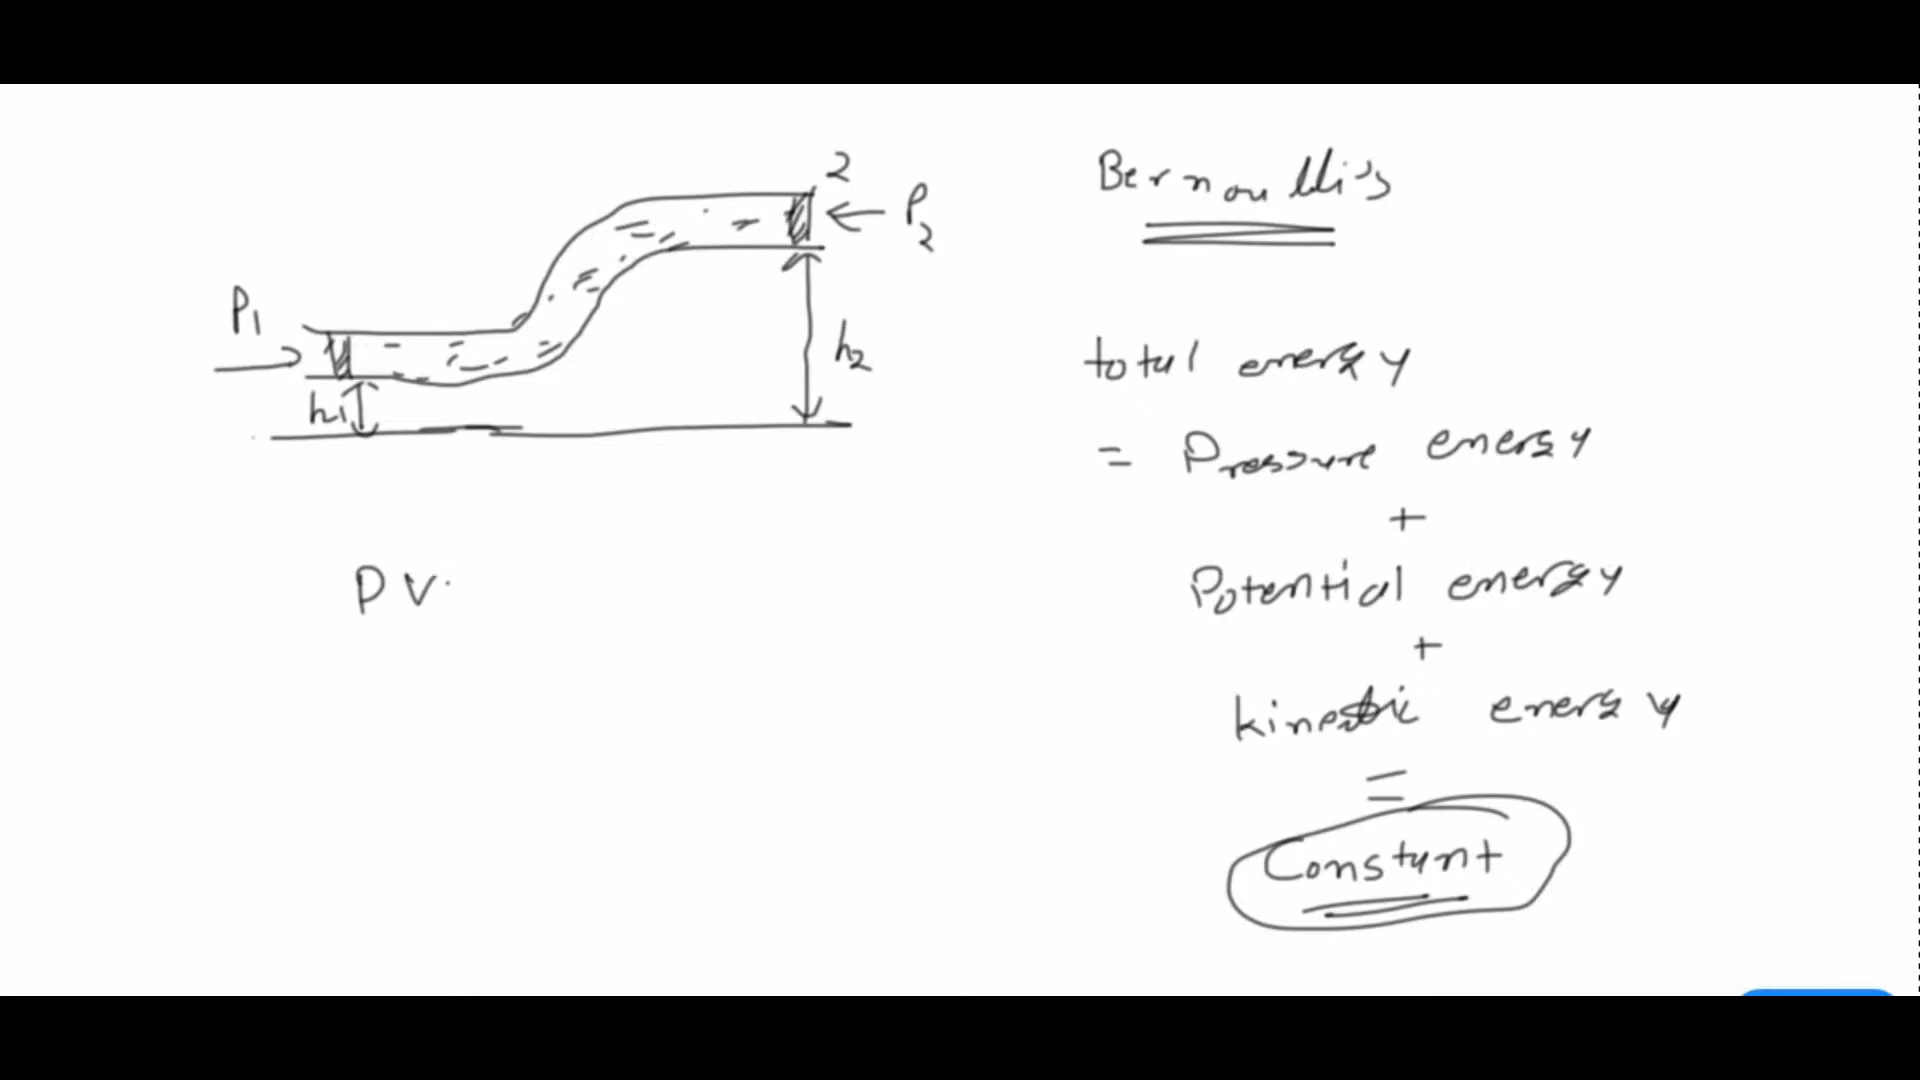 2
P2
P1
h2
h1
PV.
Bernoulli's
total energy
= Pressure energy
+
Potential energy
+
kinetic energy
=
Constant